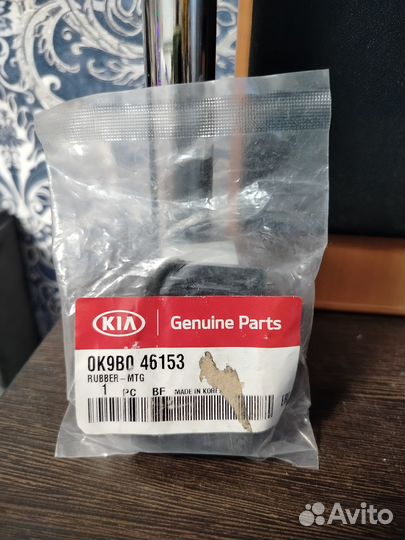 KIA Genuine Parts
0K9B0 46153
RUBBER-MTG
1 PC BF MADE IN KOREA
Avito